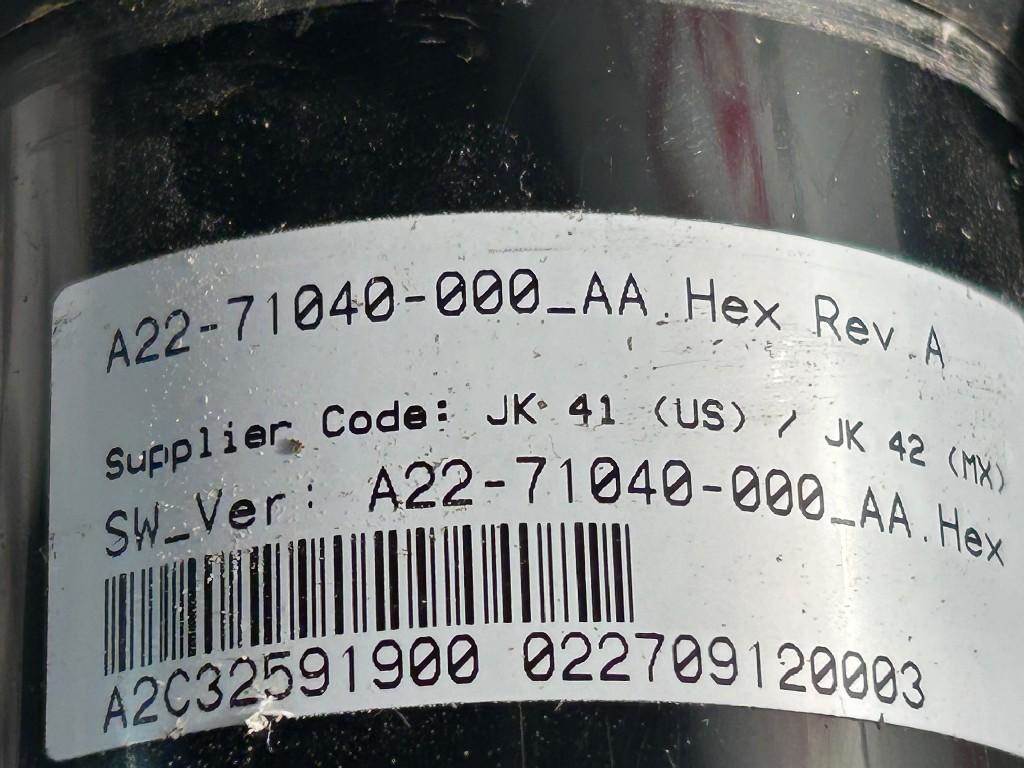 A22-71040-000_AA.Hex Rev.A
Supplier Code: JK 41 (US) / JK 42 (MX)
SW_Ver: A22-71040-000_AA.Hex
A2C32591900 022709120003